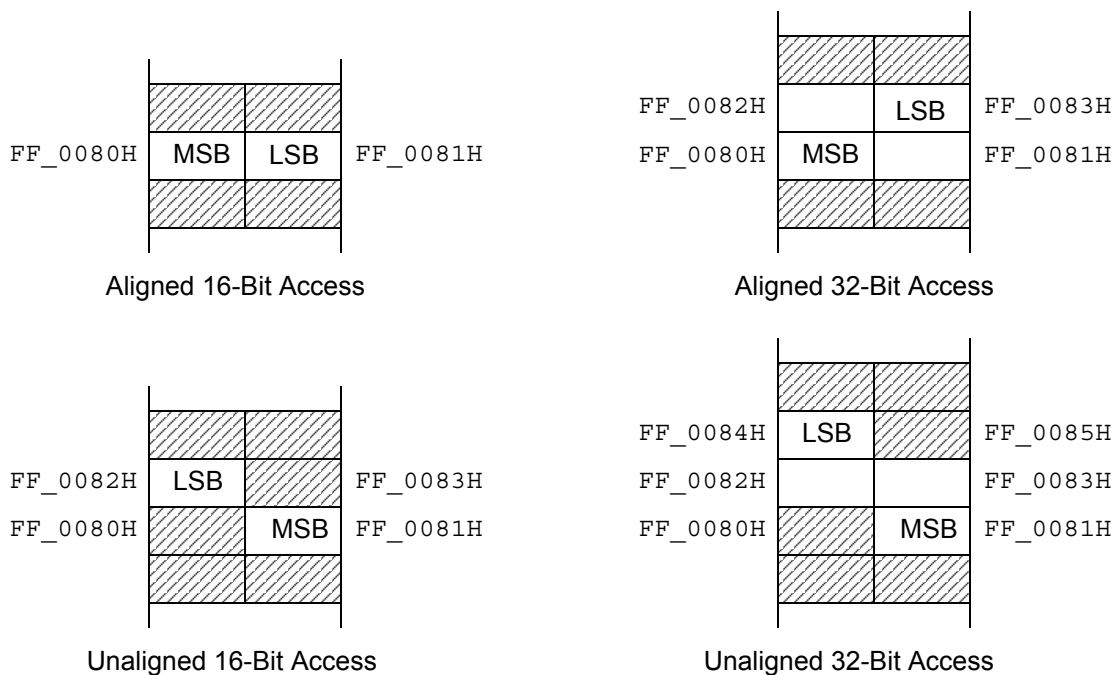 FF_0080H MSB LSB FF_0081H
Aligned 16-Bit Access
FF_0082H LSB FF_0083H
FF_0080H MSB FF_0081H
Aligned 32-Bit Access
FF_0082H LSB FF_0083H
FF_0080H MSB FF_0081H
Unaligned 16-Bit Access
FF_0084H LSB FF_0085H
FF_0082H FF_0083H
FF_0080H MSB FF_0081H
Unaligned 32-Bit Access